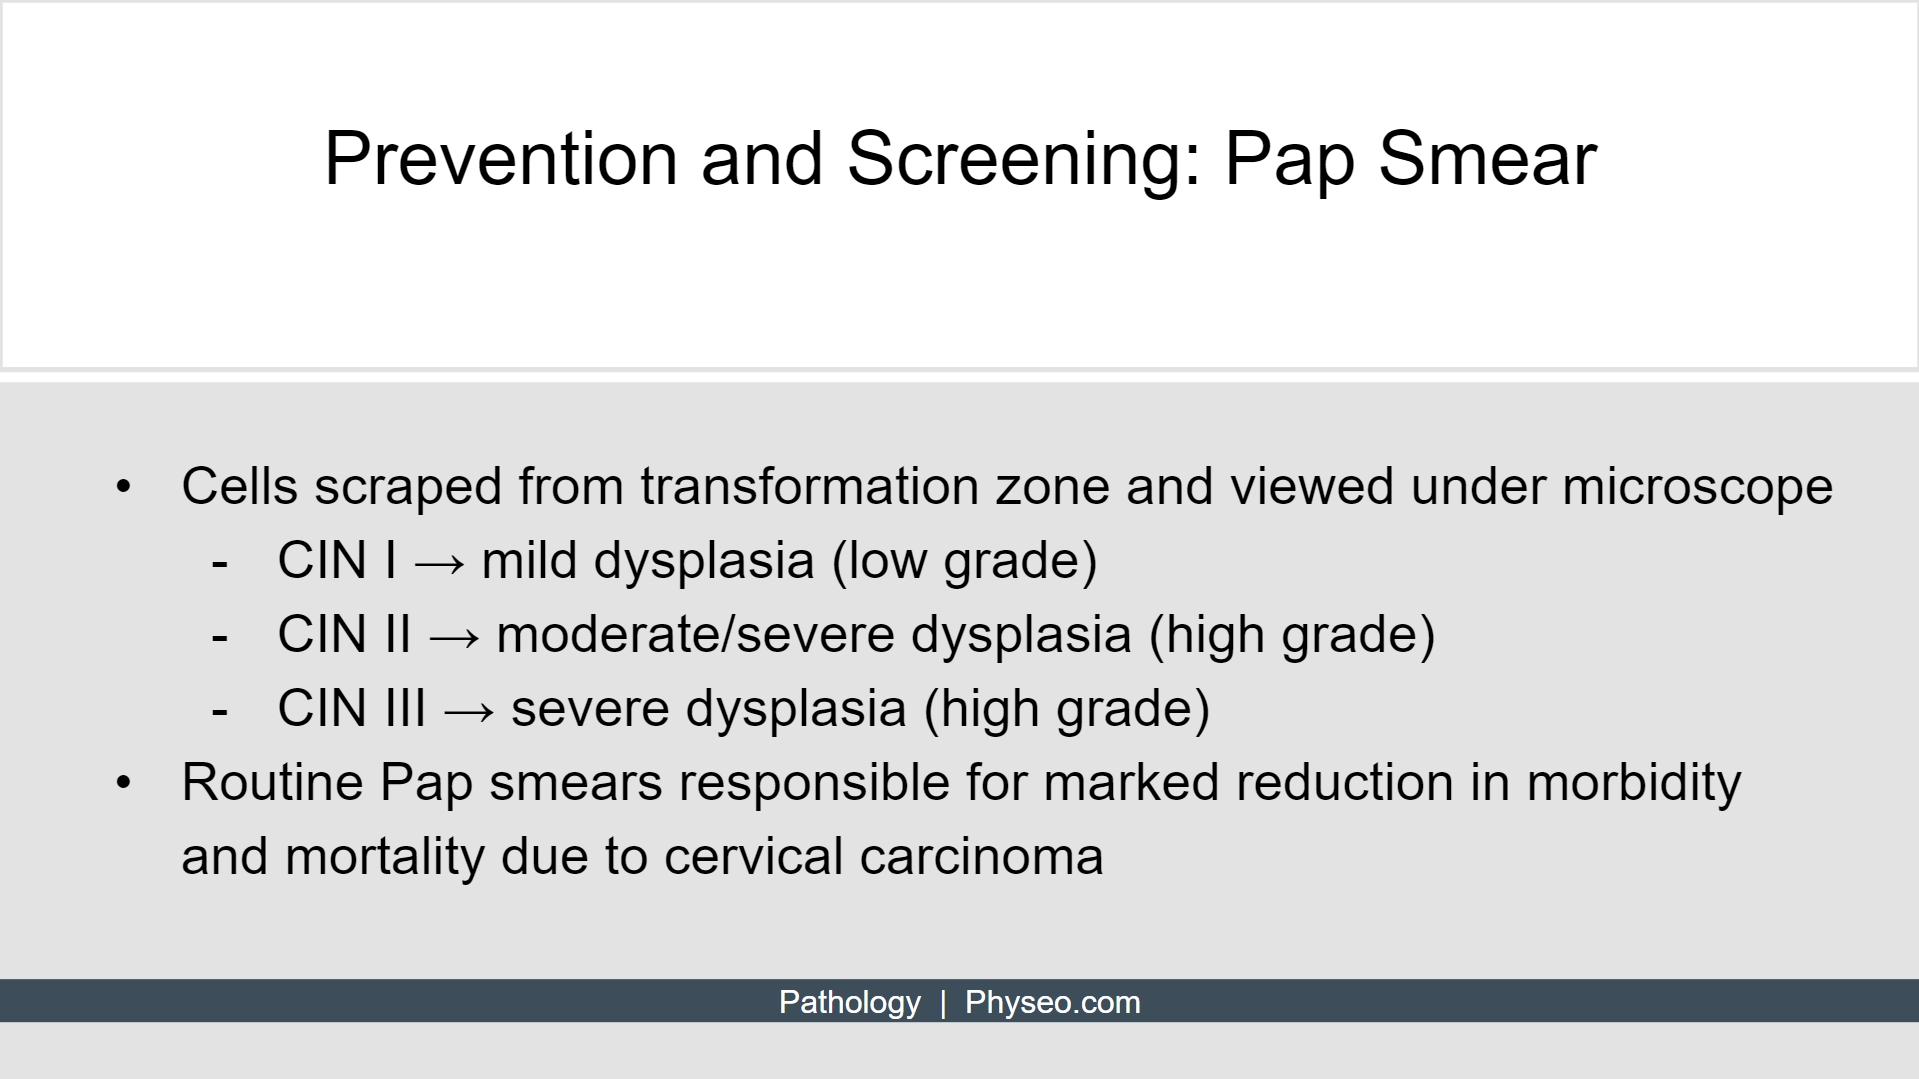 Prevention and Screening: Pap Smear
• Cells scraped from transformation zone and viewed under microscope
- CIN I → mild dysplasia (low grade)
- CIN II → moderate/severe dysplasia (high grade)
- CIN III → severe dysplasia (high grade)
• Routine Pap smears responsible for marked reduction in morbidity
and mortality due to cervical carcinoma
Pathology | Physeo.com